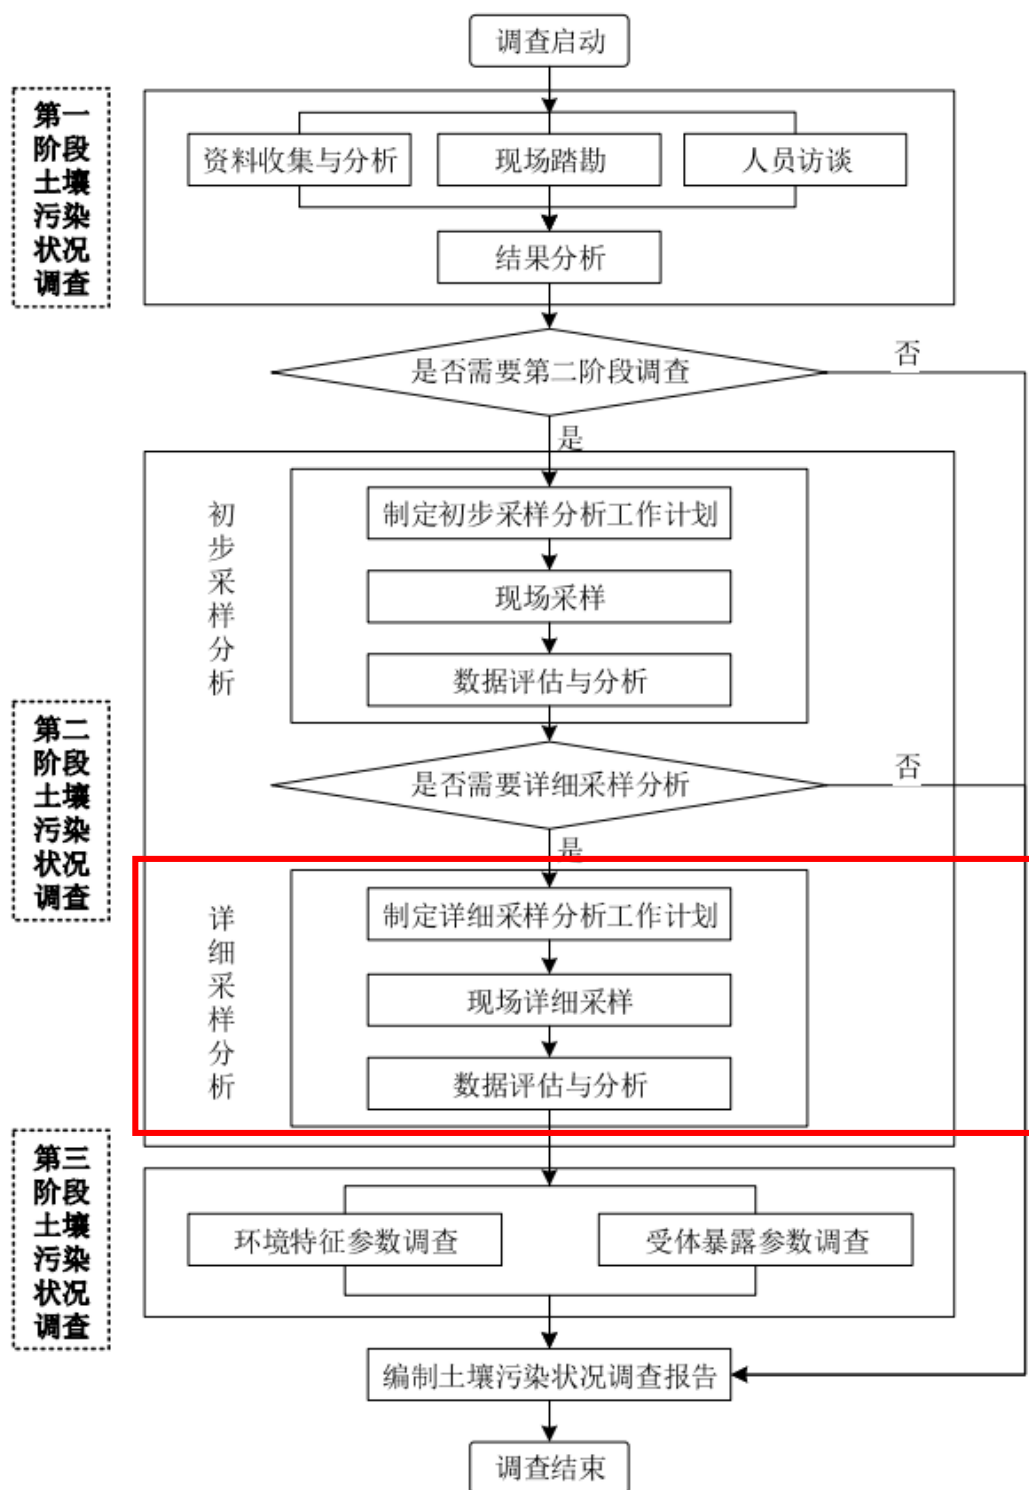 调查启动
第一
阶段
土壤
污染
状况
调查
资料收集与分析
现场踏勘
人员访谈
结果分析
是否需要第二阶段调查
否
是
第二
阶段
土壤
污染
状况
调查
初
步
采
样
分
析
制定初步采样分析工作计划
现场采样
数据评估与分析
是否需要详细采样分析
否
是
详
细
采
样
分
析
制定详细采样分析工作计划
现场详细采样
数据评估与分析
第三
阶段
土壤
污染
状况
调查
环境特征参数调查
受体暴露参数调查
编制土壤污染状况调查报告
调查结束